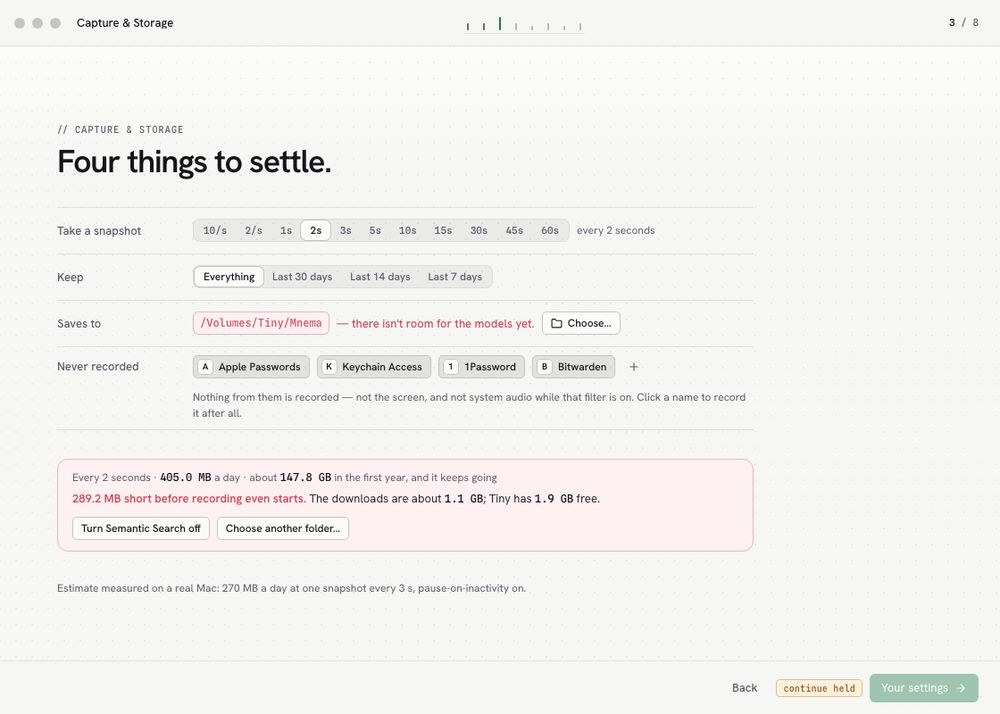 Capture & Storage
3 / 8
// CAPTURE & STORAGE
Four things to settle.
Take a snapshot
10/s 2/s 1s 2s 3s 5s 10s 15s 30s 45s 60s every 2 seconds
Keep
Everything Last 30 days Last 14 days Last 7 days
Saves to
/Volumes/Tiny/Mnema — there isn't room for the models yet. Choose...
Never recorded
A Apple Passwords K Keychain Access 1 1Password B Bitwarden +
Nothing from them is recorded — not the screen, and not system audio while that filter is on. Click a name to record
it after all.
Every 2 seconds · 405.0 MB a day · about 147.8 GB in the first year, and it keeps going
289.2 MB short before recording even starts. The downloads are about 1.1 GB; Tiny has 1.9 GB free.
Turn Semantic Search off Choose another folder...
Estimate measured on a real Mac: 270 MB a day at one snapshot every 3 s, pause-on-inactivity on.
Back continue held Your settings →